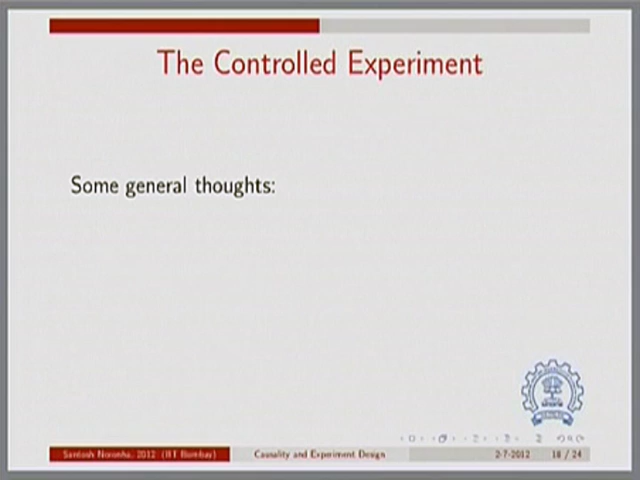 The Controlled Experiment
Some general thoughts:
Santosh Noronha, 2012 (IIT Bombay) Causality and Experiment Design 2-7-2012 18 / 24